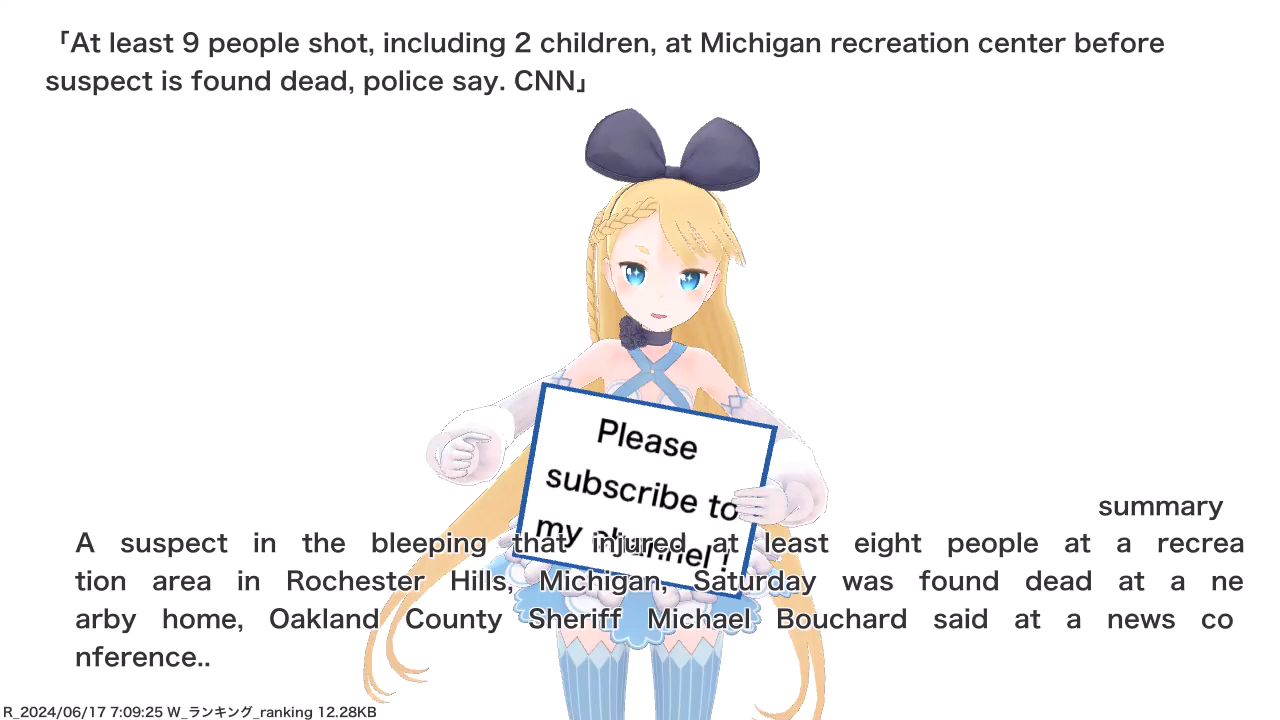 「At least 9 people shot, including 2 children, at Michigan recreation center before
suspect is found dead, police say. CNN」
Please
subscribe to
my channel !
summary
A suspect in the bleeping that injured at least eight people at a recrea
tion area in Rochester Hills, Michigan, Saturday was found dead at a ne
arby home, Oakland County Sheriff Michael Bouchard said at a news co
nference..
R_2024/06/17 7:09:25 W_ランキング_ranking 12.28KB